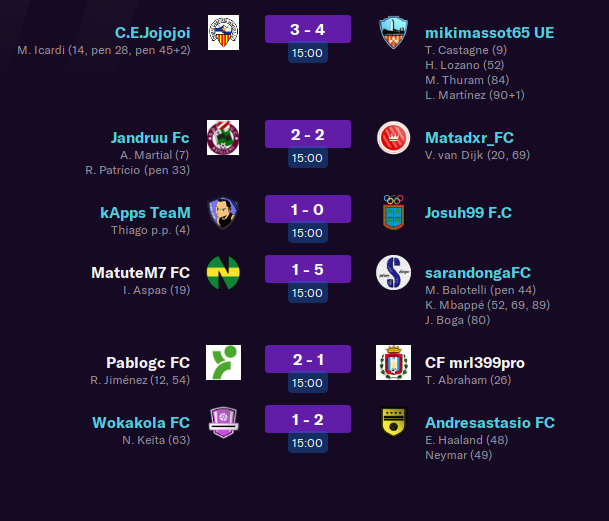 C.E.Jojojoi 3 - 4 mikimassot65 UE
M. Icardi (14, pen 28, pen 45+2) 15:00 T. Castagne (9)
H. Lozano (52)
M. Thuram (84)
L. Martínez (90+1)
Jandruu Fc 2 - 2 Matadxr_FC
A. Martial (7) 15:00 V. van Dijk (20, 69)
R. Patrício (pen 33)
kApps TeaM 1 - 0 Josuh99 F.C
Thiago p.p. (4) 15:00
MatuteM7 FC 1 - 5 sarandongaFC
I. Aspas (19) 15:00 M. Balotelli (pen 44)
K. Mbappé (52, 69, 89)
J. Boga (80)
Pablogc FC 2 - 1 CF mrl399pro
R. Jiménez (12, 54) 15:00 T. Abraham (26)
Wokakola FC 1 - 2 Andresastasio FC
N. Keïta (63) 15:00 E. Haaland (48)
Neymar (49)